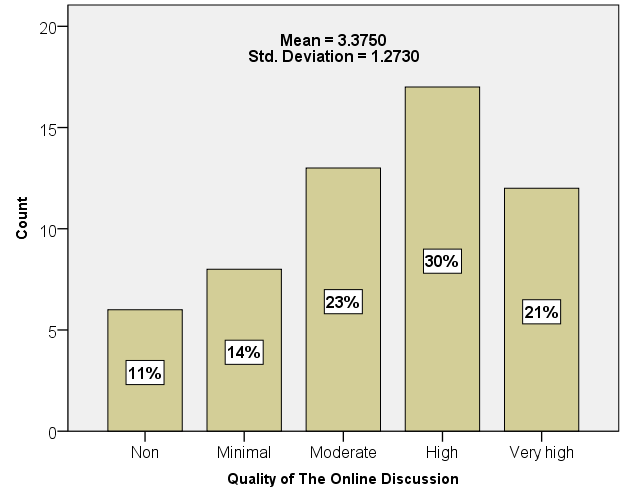 Mean = 3.3750
Std. Deviation = 1.2730
20
15
10
5
0
Count
11%
14%
23%
30%
21%
Non
Minimal
Moderate
High
Very high
Quality of The Online Discussion